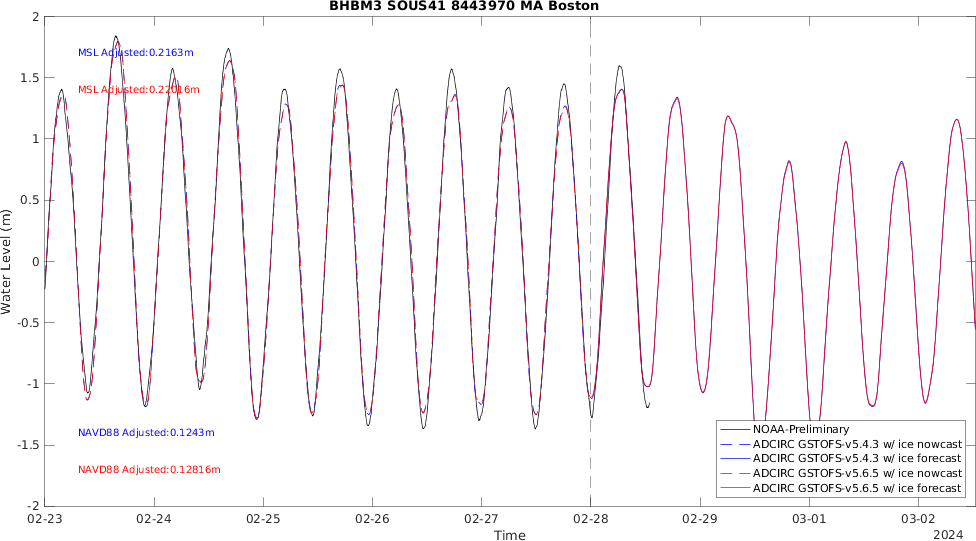 BHBM3 SOUS41 8443970 MA Boston
2
1.5
1
0.5
0
-0.5
-1
-1.5
-2
Water Level (m)
MSL Adjusted:0.2163m
MSL Adjusted:0.22016m
NAVD88 Adjusted:0.1243m
NAVD88 Adjusted:0.12816m
NOAA-Preliminary
ADCIRC GSTOFS-v5.4.3 w/ ice nowcast
ADCIRC GSTOFS-v5.4.3 w/ ice forecast
ADCIRC GSTOFS-v5.6.5 w/ ice nowcast
ADCIRC GSTOFS-v5.6.5 w/ ice forecast
02-23 02-24 02-25 02-26 02-27 02-28 02-29 03-01 03-02
Time
2024